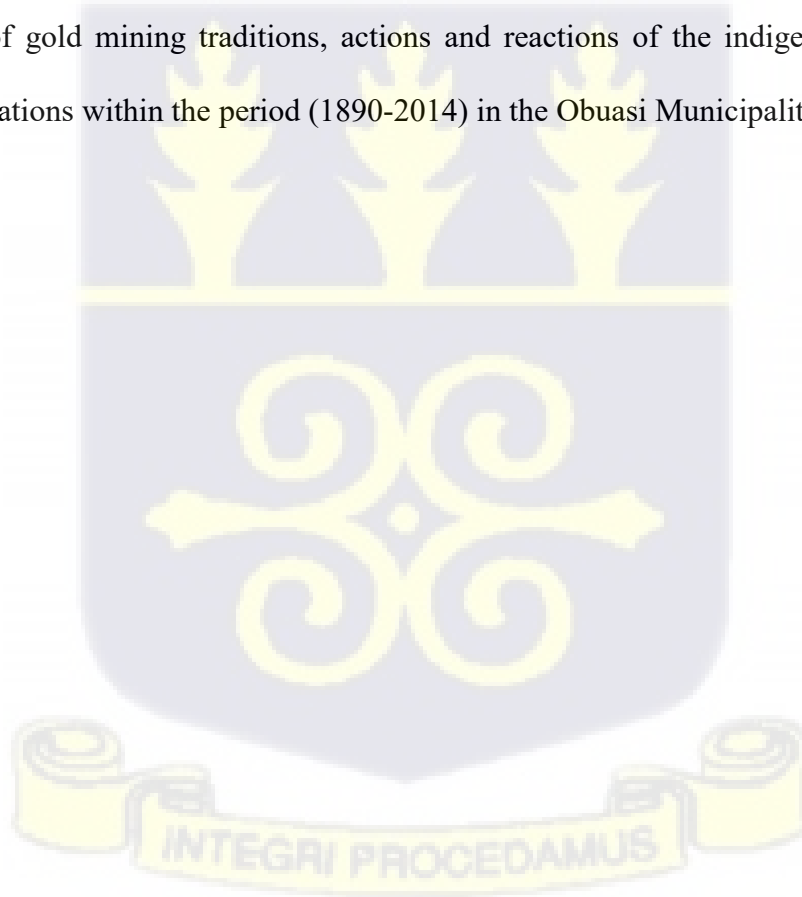 of gold mining traditions, actions and reactions of the indige
ations within the period (1890-2014) in the Obuasi Municipalit
INTEGRI PROCEDAMUS